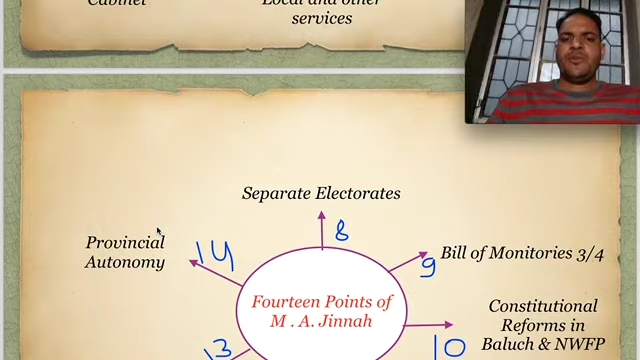 Cabinet
Local and other
services
Separate Electorates
8
Provincial
Autonomy
14
9
Bill of Monitories 3/4
Fourteen Points of
M . A. Jinnah
Constitutional
Reforms in
Baluch & NWFP
10
13